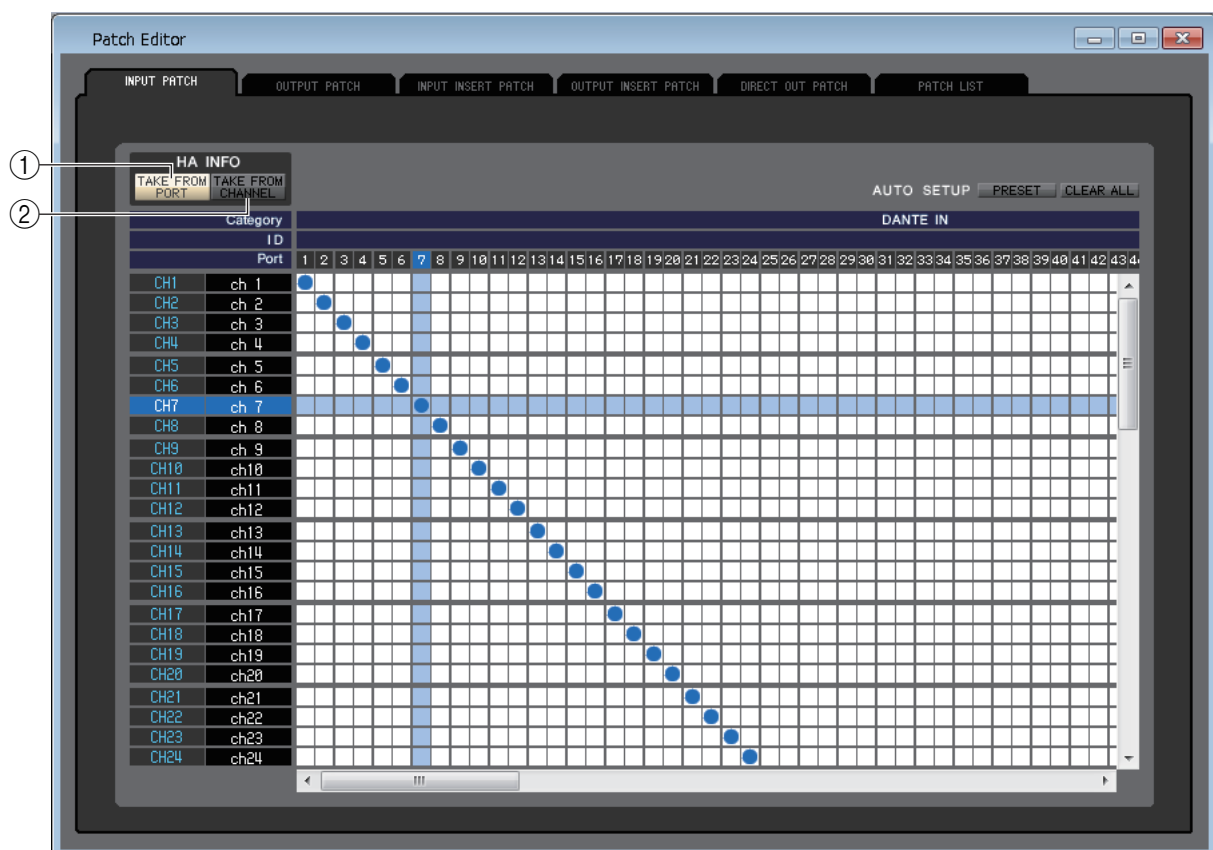 Patch Editor
INPUT PATCH OUTPUT PATCH INPUT INSERT PATCH OUTPUT INSERT PATCH DIRECT OUT PATCH PATCH LIST
1
HA INFO
TAKE FROM PORT TAKE FROM CHANNEL
2
AUTO SETUP PRESET CLEAR ALL
Category DANTE IN
ID
Port 1 2 3 4 5 6 7 8 9 10 11 12 13 14 15 16 17 18 19 20 21 22 23 24 25 26 27 28 29 30 31 32 33 34 35 36 37 38 39 40 41 42 43
CH1 ch 1
CH2 ch 2
CH3 ch 3
CH4 ch 4
CH5 ch 5
CH6 ch 6
CH7 ch 7
CH8 ch 8
CH9 ch 9
CH10 ch10
CH11 ch11
CH12 ch12
CH13 ch13
CH14 ch14
CH15 ch15
CH16 ch16
CH17 ch17
CH18 ch18
CH19 ch19
CH20 ch20
CH21 ch21
CH22 ch22
CH23 ch23
CH24 ch24